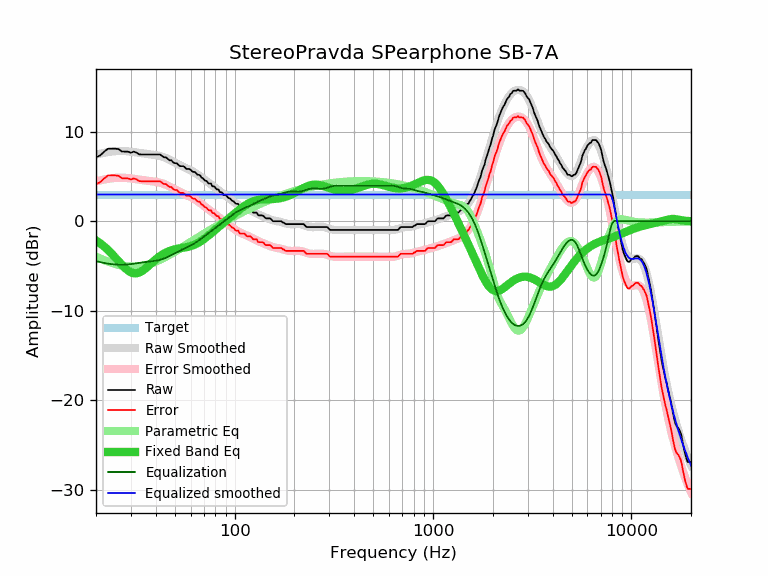 StereoPravda SPearphone SB-7A
10
0
−10
−20
−30
Amplitude (dBr)
Target
Raw Smoothed
Error Smoothed
Raw
Error
Parametric Eq
Fixed Band Eq
Equalization
Equalized smoothed
100
1000
10000
Frequency (Hz)